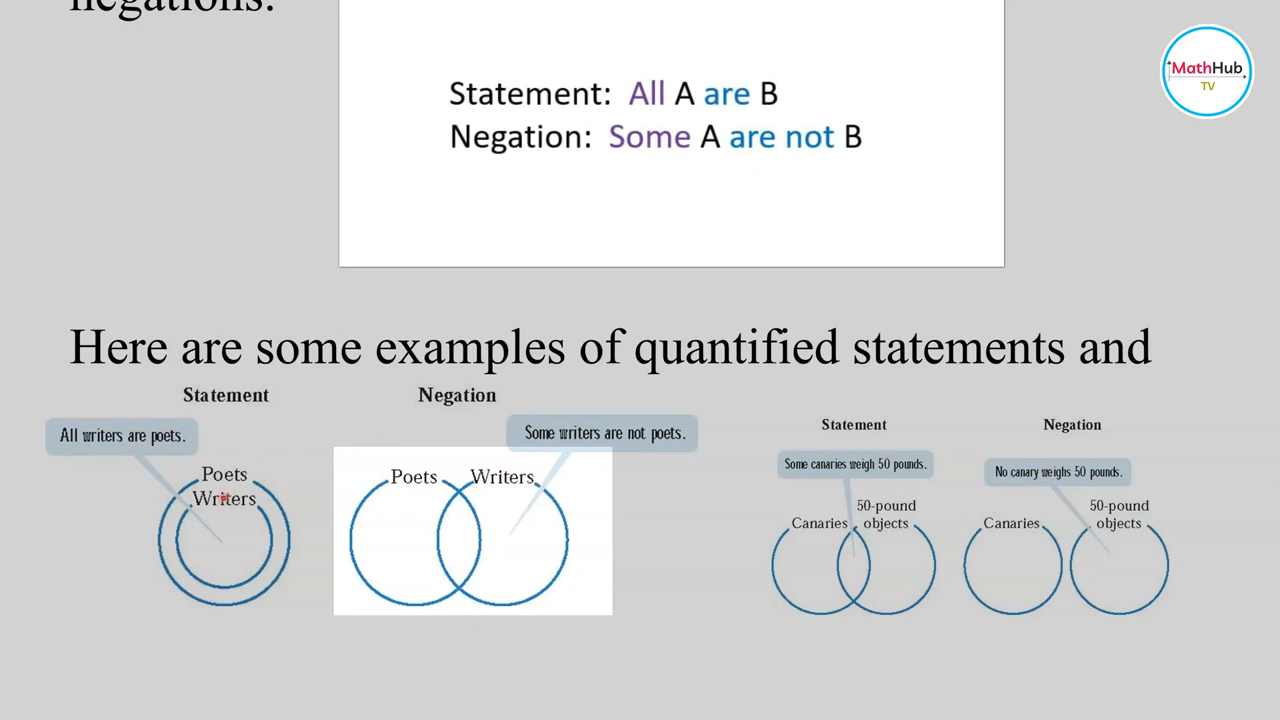 negations:
MathHub
TV
Statement: All A are B
Negation: Some A are not B
Here are some examples of quantified statements and
Statement
Negation
All writers are poets.
Some writers are not poets.
Poets
Writers
Poets
Writers
Statement
Negation
Some canaries weigh 50 pounds.
No canary weighs 50 pounds.
Canaries
50-pound
objects
Canaries
50-pound
objects